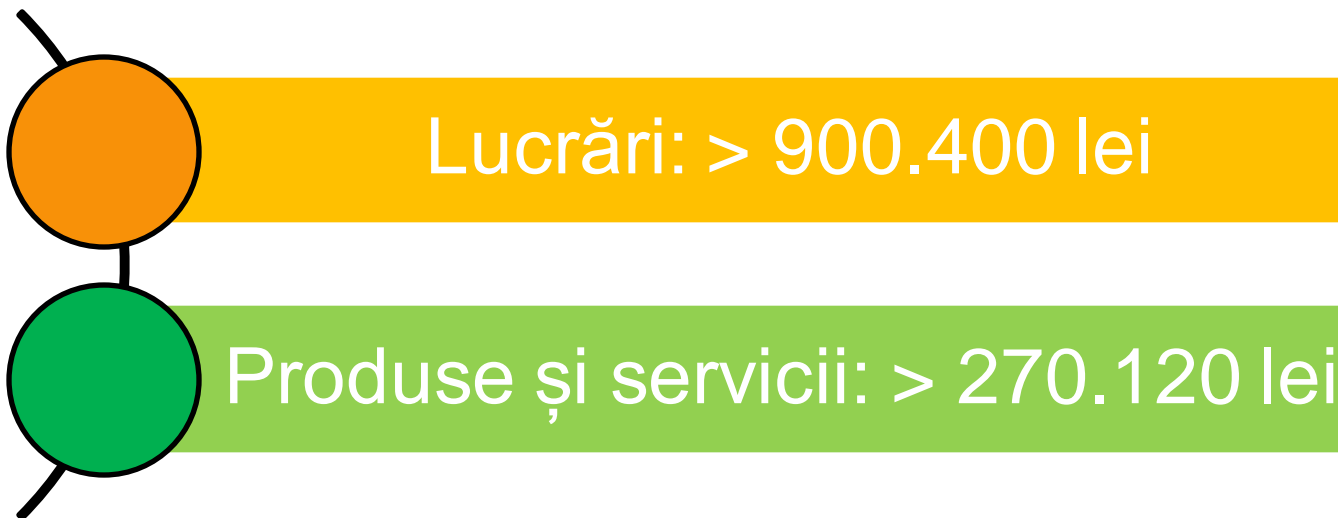 Lucrări: > 900.400 lei
Produse și servicii: > 270.120 lei